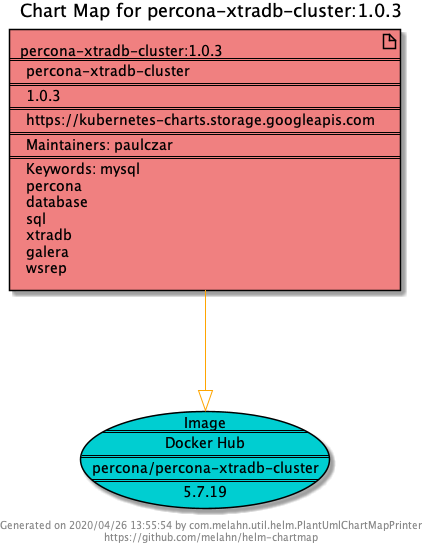 Chart Map for percona-xtradb-cluster:1.0.3
percona-xtradb-cluster:1.0.3
percona-xtradb-cluster
1.0.3
https://kubernetes-charts.storage.googleapis.com
Maintainers: paulczar
Keywords: mysql
percona
database
sql
xtradb
galera
wsrep
Image
Docker Hub
percona/percona-xtradb-cluster
5.7.19
Generated on 2020/04/26 13:55:54 by com.melahn.util.helm.PlantUmlChartMapPrinter
https://github.com/melahn/helm-chartmap